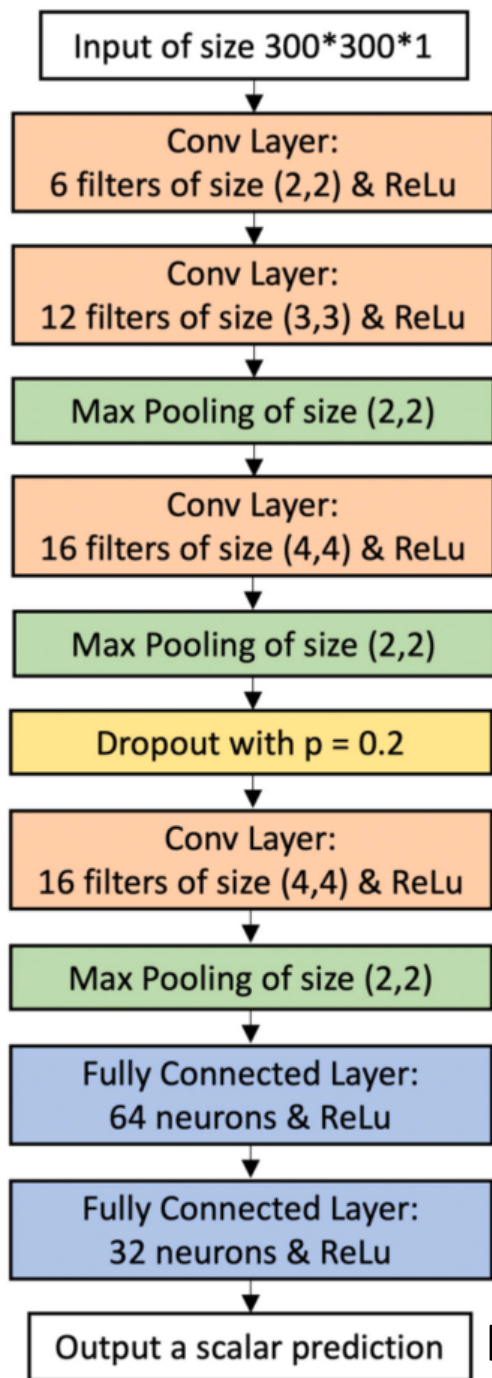 Input of size 300*300*1
Conv Layer:
6 filters of size (2,2) & ReLu
Conv Layer:
12 filters of size (3,3) & ReLu
Max Pooling of size (2,2)
Conv Layer:
16 filters of size (4,4) & ReLu
Max Pooling of size (2,2)
Dropout with p = 0.2
Conv Layer:
16 filters of size (4,4) & ReLu
Max Pooling of size (2,2)
Fully Connected Layer:
64 neurons & ReLu
Fully Connected Layer:
32 neurons & ReLu
Output a scalar prediction